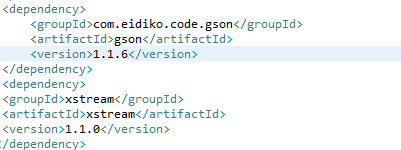 <dependency>
<groupId>com.eidiko.code.gson</groupId>
<artifactId>gson</artifactId>
<version>1.1.6</version>
</dependency>
<dependency>
<groupId>xstream</groupId>
<artifactId>xstream</artifactId>
<version>1.1.0</version>
</dependency>